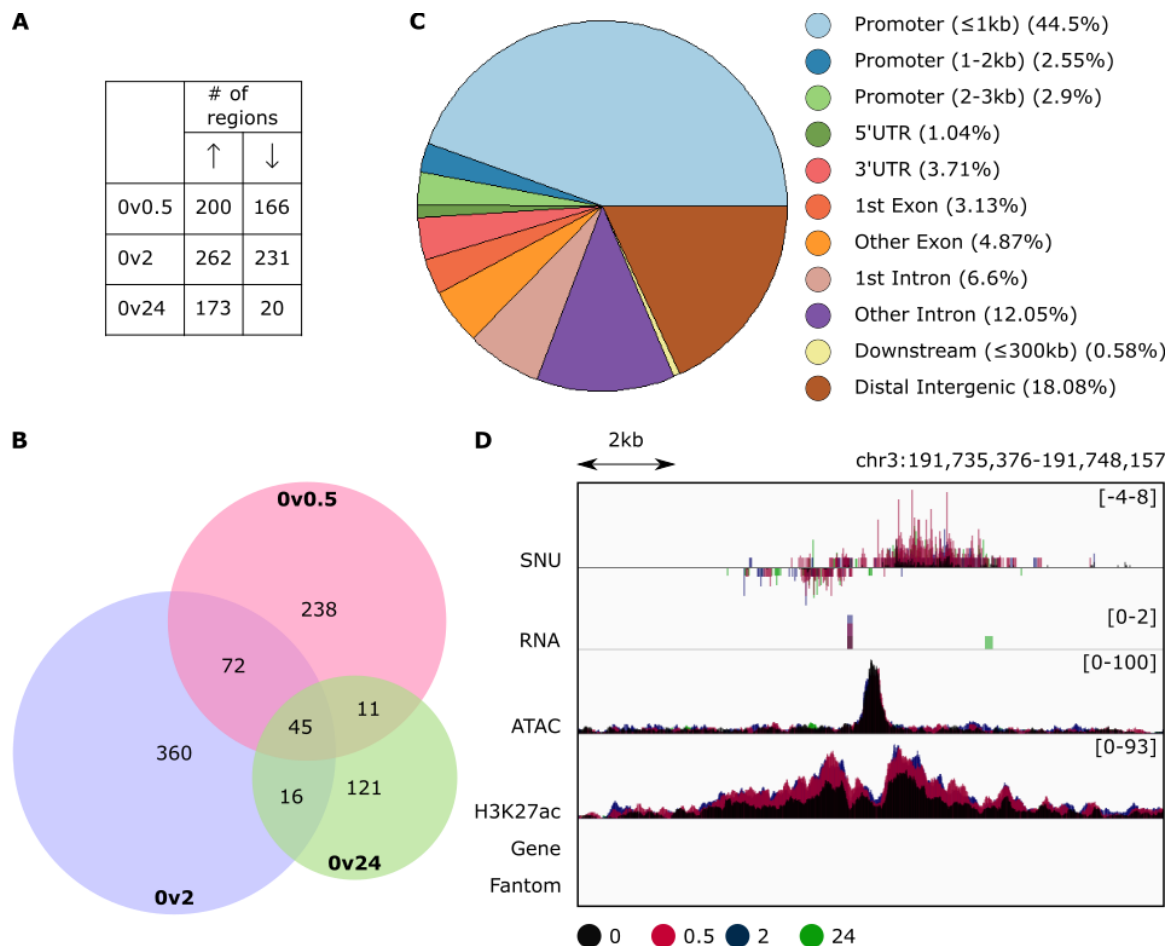 A
# of
regions
↑ ↓
0v0.5 200 166
0v2 262 231
0v24 173 20
C
Promoter (≤1kb) (44.5%)
Promoter (1-2kb) (2.55%)
Promoter (2-3kb) (2.9%)
5'UTR (1.04%)
3'UTR (3.71%)
1st Exon (3.13%)
Other Exon (4.87%)
1st Intron (6.6%)
Other Intron (12.05%)
Downstream (≤300kb) (0.58%)
Distal Intergenic (18.08%)
B
0v0.5
238
72
45
11
360
16
121
0v24
0v2
D
2kb
chr3:191,735,376-191,748,157
[-4-8]
SNU
[0-2]
RNA
[0-100]
ATAC
[0-93]
H3K27ac
Gene
Fantom
0 0.5 2 24